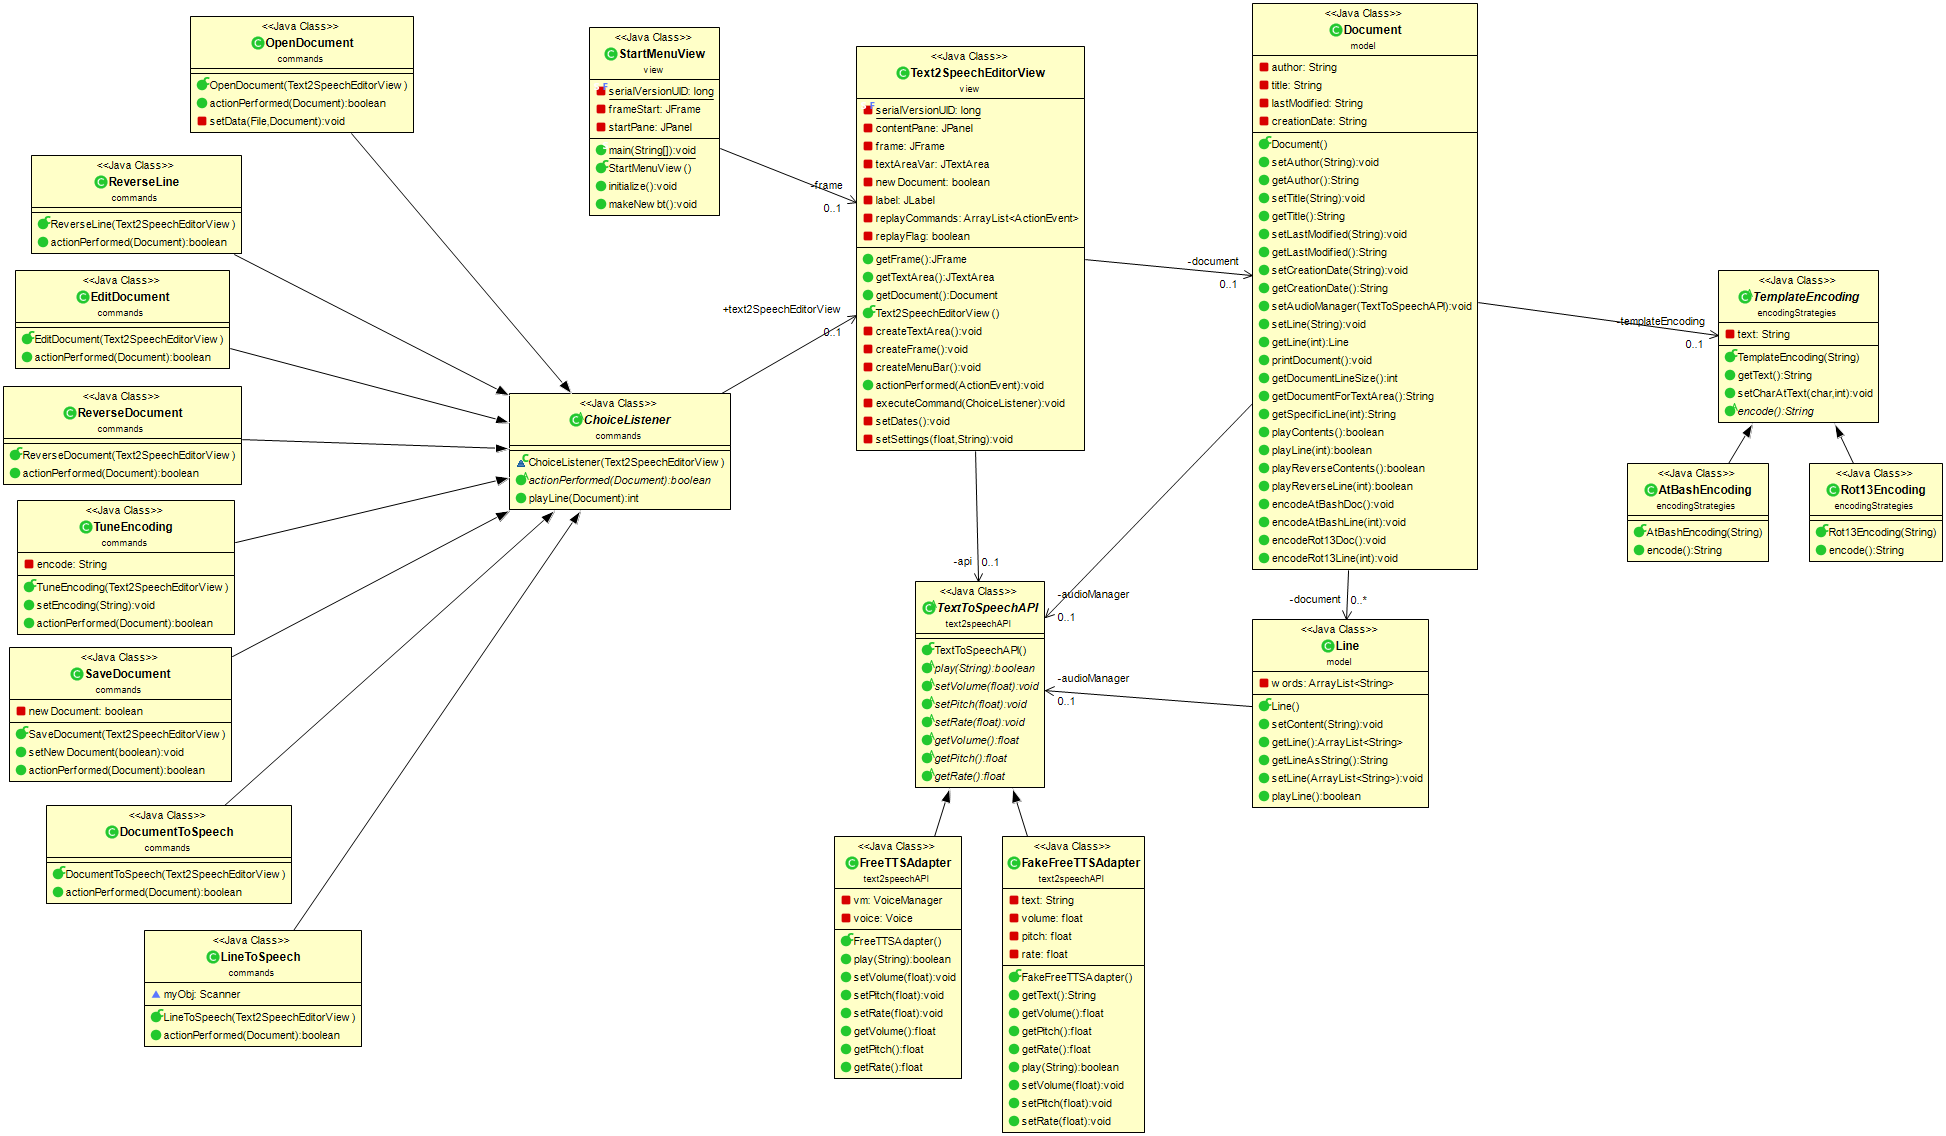 <<Java Class>>
OpenDocument
commands
OpenDocument(Text2SpeechEditorView)
actionPerformed(Document):boolean
setData(File,Document):void
<<Java Class>>
ReverseLine
commands
ReverseLine(Text2SpeechEditorView)
actionPerformed(Document):boolean
<<Java Class>>
EditDocument
commands
EditDocument(Text2SpeechEditorView)
actionPerformed(Document):boolean
<<Java Class>>
ReverseDocument
commands
ReverseDocument(Text2SpeechEditorView)
actionPerformed(Document):boolean
<<Java Class>>
TuneEncoding
commands
encode: String
TuneEncoding(Text2SpeechEditorView)
setEncoding(String):void
actionPerformed(Document):boolean
<<Java Class>>
SaveDocument
commands
newDocument: boolean
SaveDocument(Text2SpeechEditorView)
setNewDocument(boolean):void
actionPerformed(Document):boolean
<<Java Class>>
DocumentToSpeech
commands
DocumentToSpeech(Text2SpeechEditorView)
actionPerformed(Document):boolean
<<Java Class>>
LineToSpeech
commands
myObj: Scanner
LineToSpeech(Text2SpeechEditorView)
actionPerformed(Document):boolean
<<Java Class>>
ChoiceListener
commands
ChoiceListener(Text2SpeechEditorView)
actionPerformed(Document):boolean
playLine(Document):int
<<Java Class>>
StartMenuView
view
serialVersionUID: long
frameStart: JFrame
startPane: JPanel
main(String[]):void
StartMenuView()
initialize():void
makeNewbt():void
-frame
0..1
+text2SpeechEditorView
0..1
<<Java Class>>
Text2SpeechEditorView
view
serialVersionUID: long
contentPane: JPanel
frame: JFrame
textAreaVar: JTextArea
newDocument: boolean
label: JLabel
replayCommands: ArrayList<ActionEvent>
replayFlag: boolean
getFrame():JFrame
getTextArea():JTextArea
getDocument():Document
Text2SpeechEditorView()
createTextArea():void
createFrame():void
createMenuBar():void
actionPerformed(ActionEvent):void
executeCommand(ChoiceListener):void
setDates():void
setSettings(float,String):void
-document
0..1
-api
0..1
<<Java Class>>
TextToSpeechAPI
text2speechAPI
TextToSpeechAPI()
play(String):boolean
setVolume(float):void
setPitch(float):void
setRate(float):void
getVolume():float
getPitch():float
getRate():float
-audioManager
0..1
-audioManager
0..1
<<Java Class>>
FreeTTSAdapter
text2speechAPI
vm: VoiceManager
voice: Voice
FreeTTSAdapter()
play(String):boolean
setVolume(float):void
setPitch(float):void
setRate(float):void
getVolume():float
getPitch():float
getRate():float
<<Java Class>>
FakeFreeTTSAdapter
text2speechAPI
text: String
volume: float
pitch: float
rate: float
FakeFreeTTSAdapter()
getText():String
getVolume():float
getPitch():float
getRate():float
play(String):boolean
setVolume(float):void
setPitch(float):void
setRate(float):void
<<Java Class>>
Document
model
author: String
title: String
lastModified: String
creationDate: String
Document()
setAuthor(String):void
getAuthor():String
setTitle(String):void
getTitle():String
setLastModified(String):void
getLastModified():String
setCreationDate(String):void
getCreationDate():String
setAudioManager(TextToSpeechAPI):void
setLine(String):void
getLine(int):Line
printDocument():void
getDocumentLineSize():int
getDocumentForTextArea():String
getSpecificLine(int):String
playContents():boolean
playLine(int):boolean
playReverseContents():boolean
playReverseLine(int):boolean
encodeAtBashDoc():void
encodeAtBashLine(int):void
encodeRot13Doc():void
encodeRot13Line(int):void
-document
0..*
<<Java Class>>
Line
model
words: ArrayList<String>
Line()
setContent(String):void
getLine():ArrayList<String>
getLineAsString():String
setLine(ArrayList<String>):void
playLine():boolean
-templateEncoding
0..1
<<Java Class>>
TemplateEncoding
encodingStrategies
text: String
TemplateEncoding(String)
getText():String
setCharAtText(char,int):void
encode():String
<<Java Class>>
AtBashEncoding
encodingStrategies
AtBashEncoding(String)
encode():String
<<Java Class>>
Rot13Encoding
encodingStrategies
Rot13Encoding(String)
encode():String